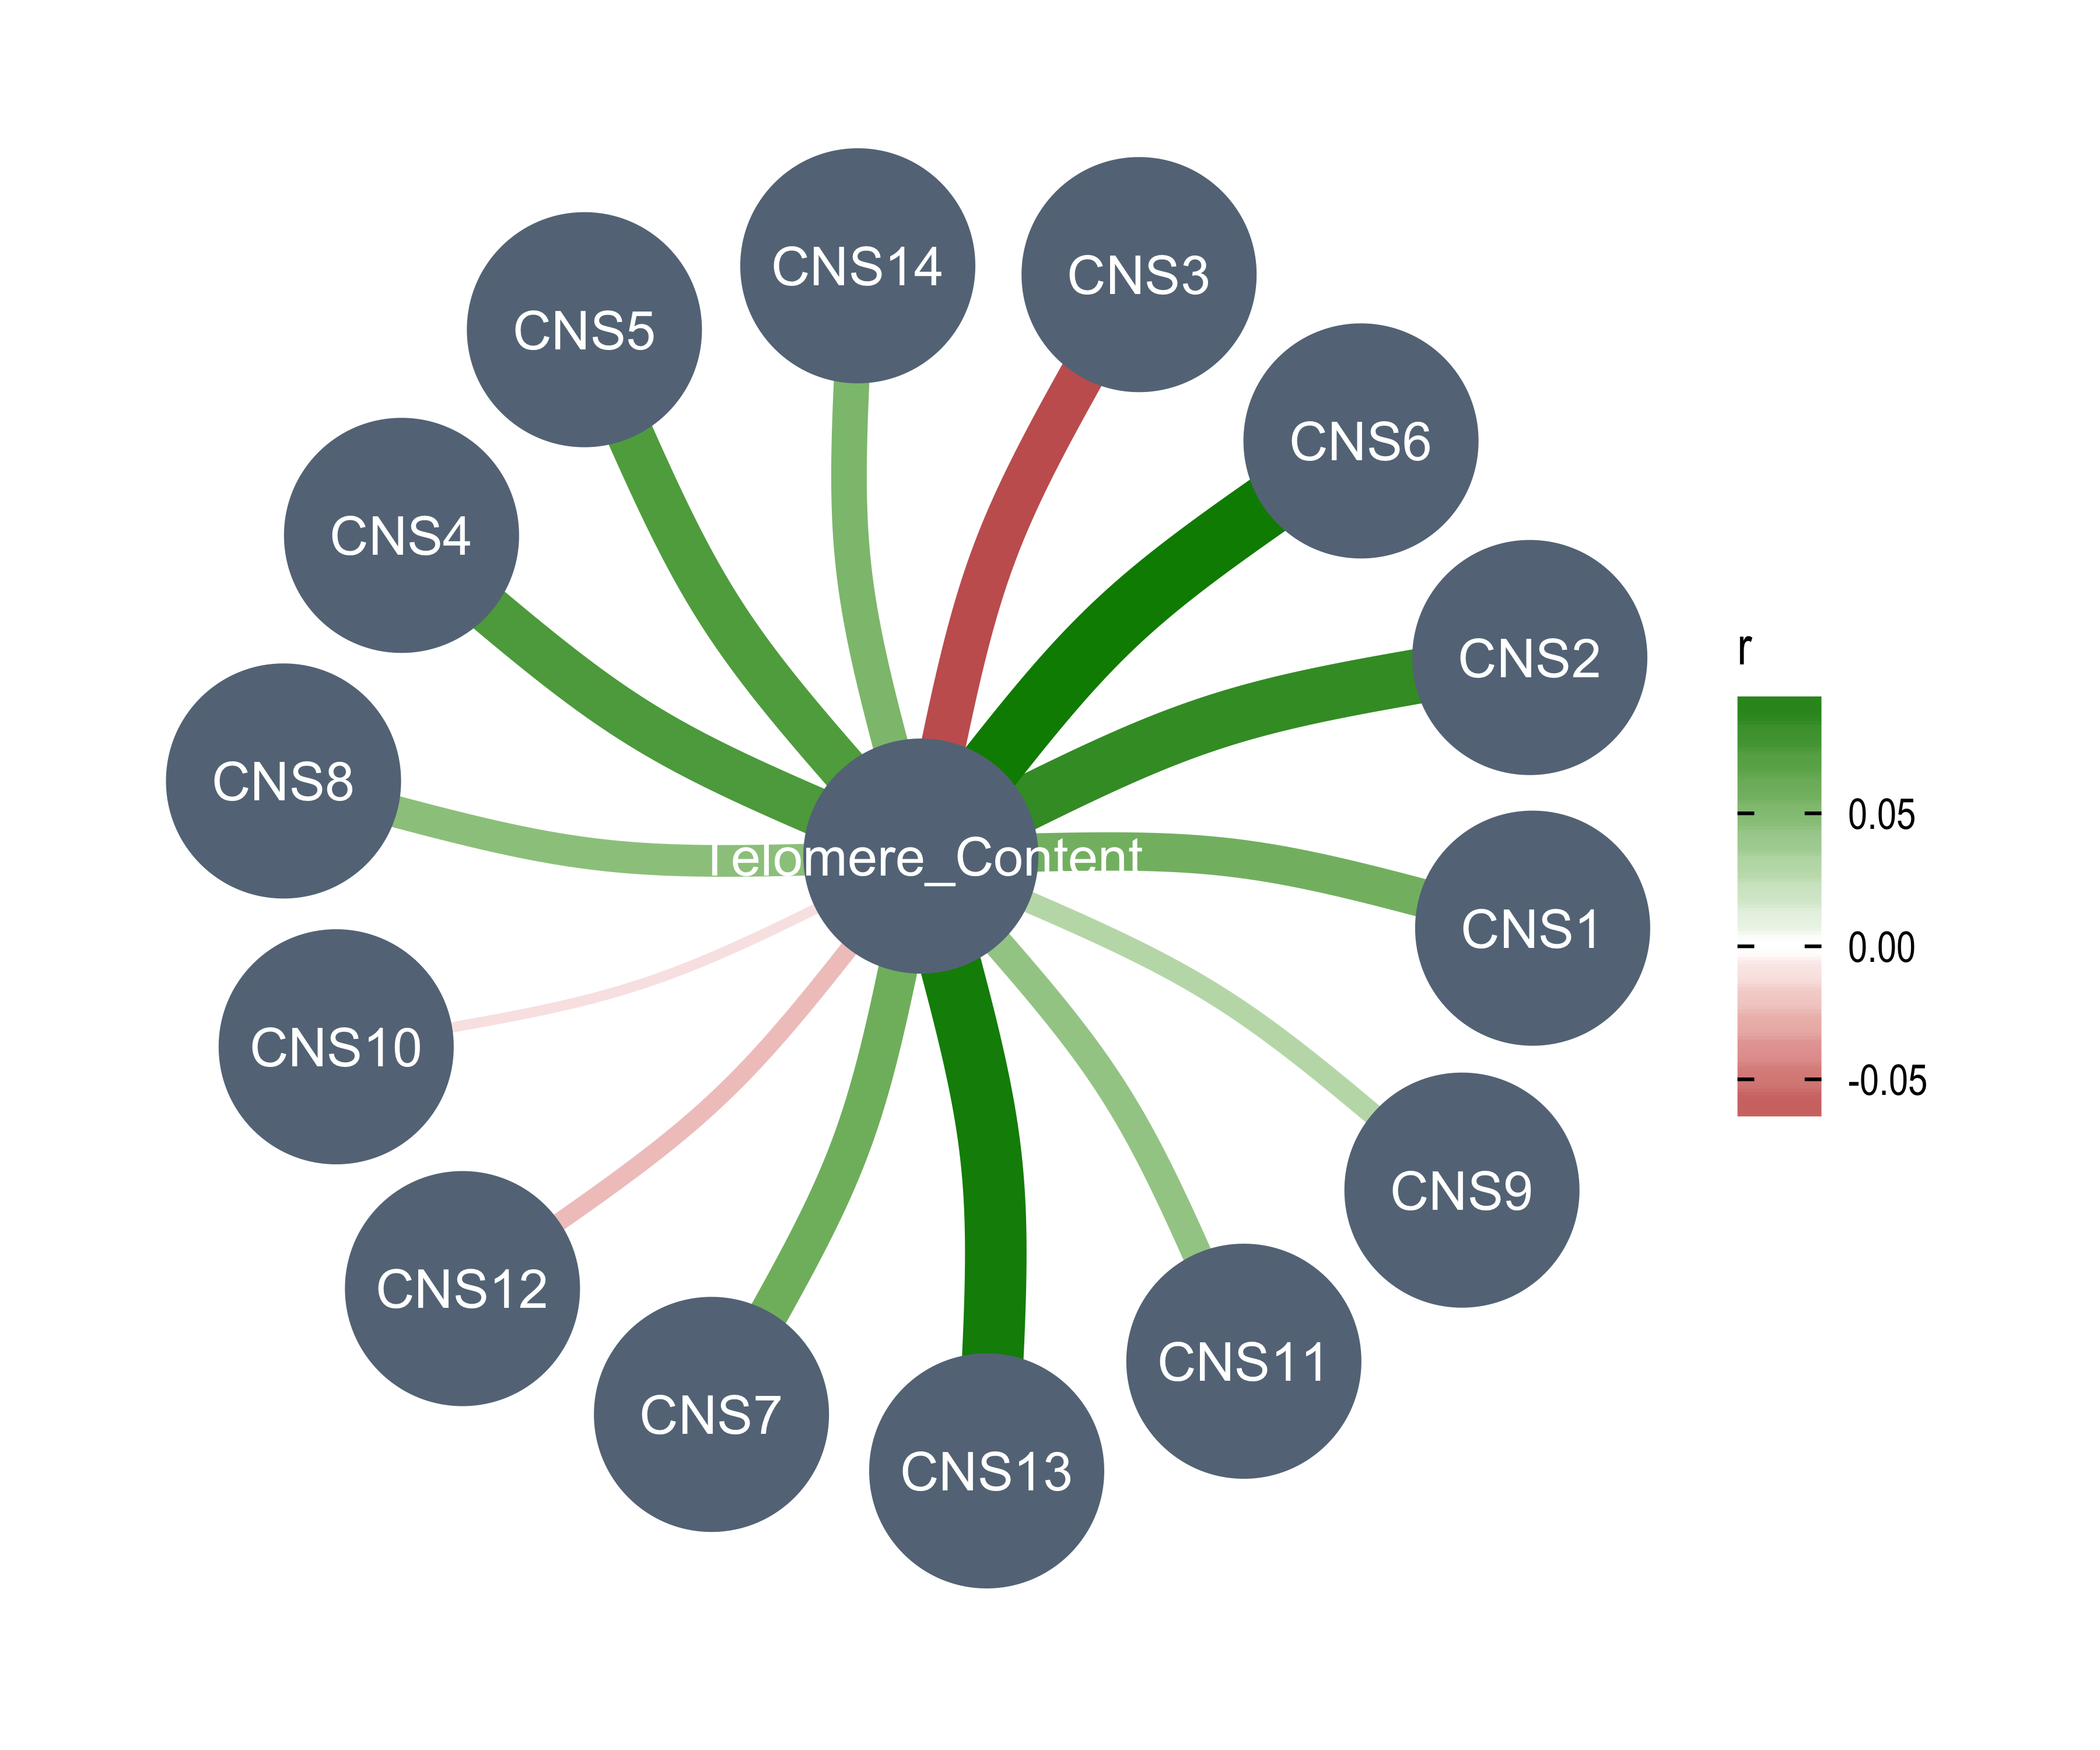 CNS14
CNS3
CNS5
CNS6
CNS4
CNS2
r
CNS8
0.05
Telomere_Content
CNS1
0.00
CNS10
-0.05
CNS9
CNS12
CNS11
CNS7
CNS13